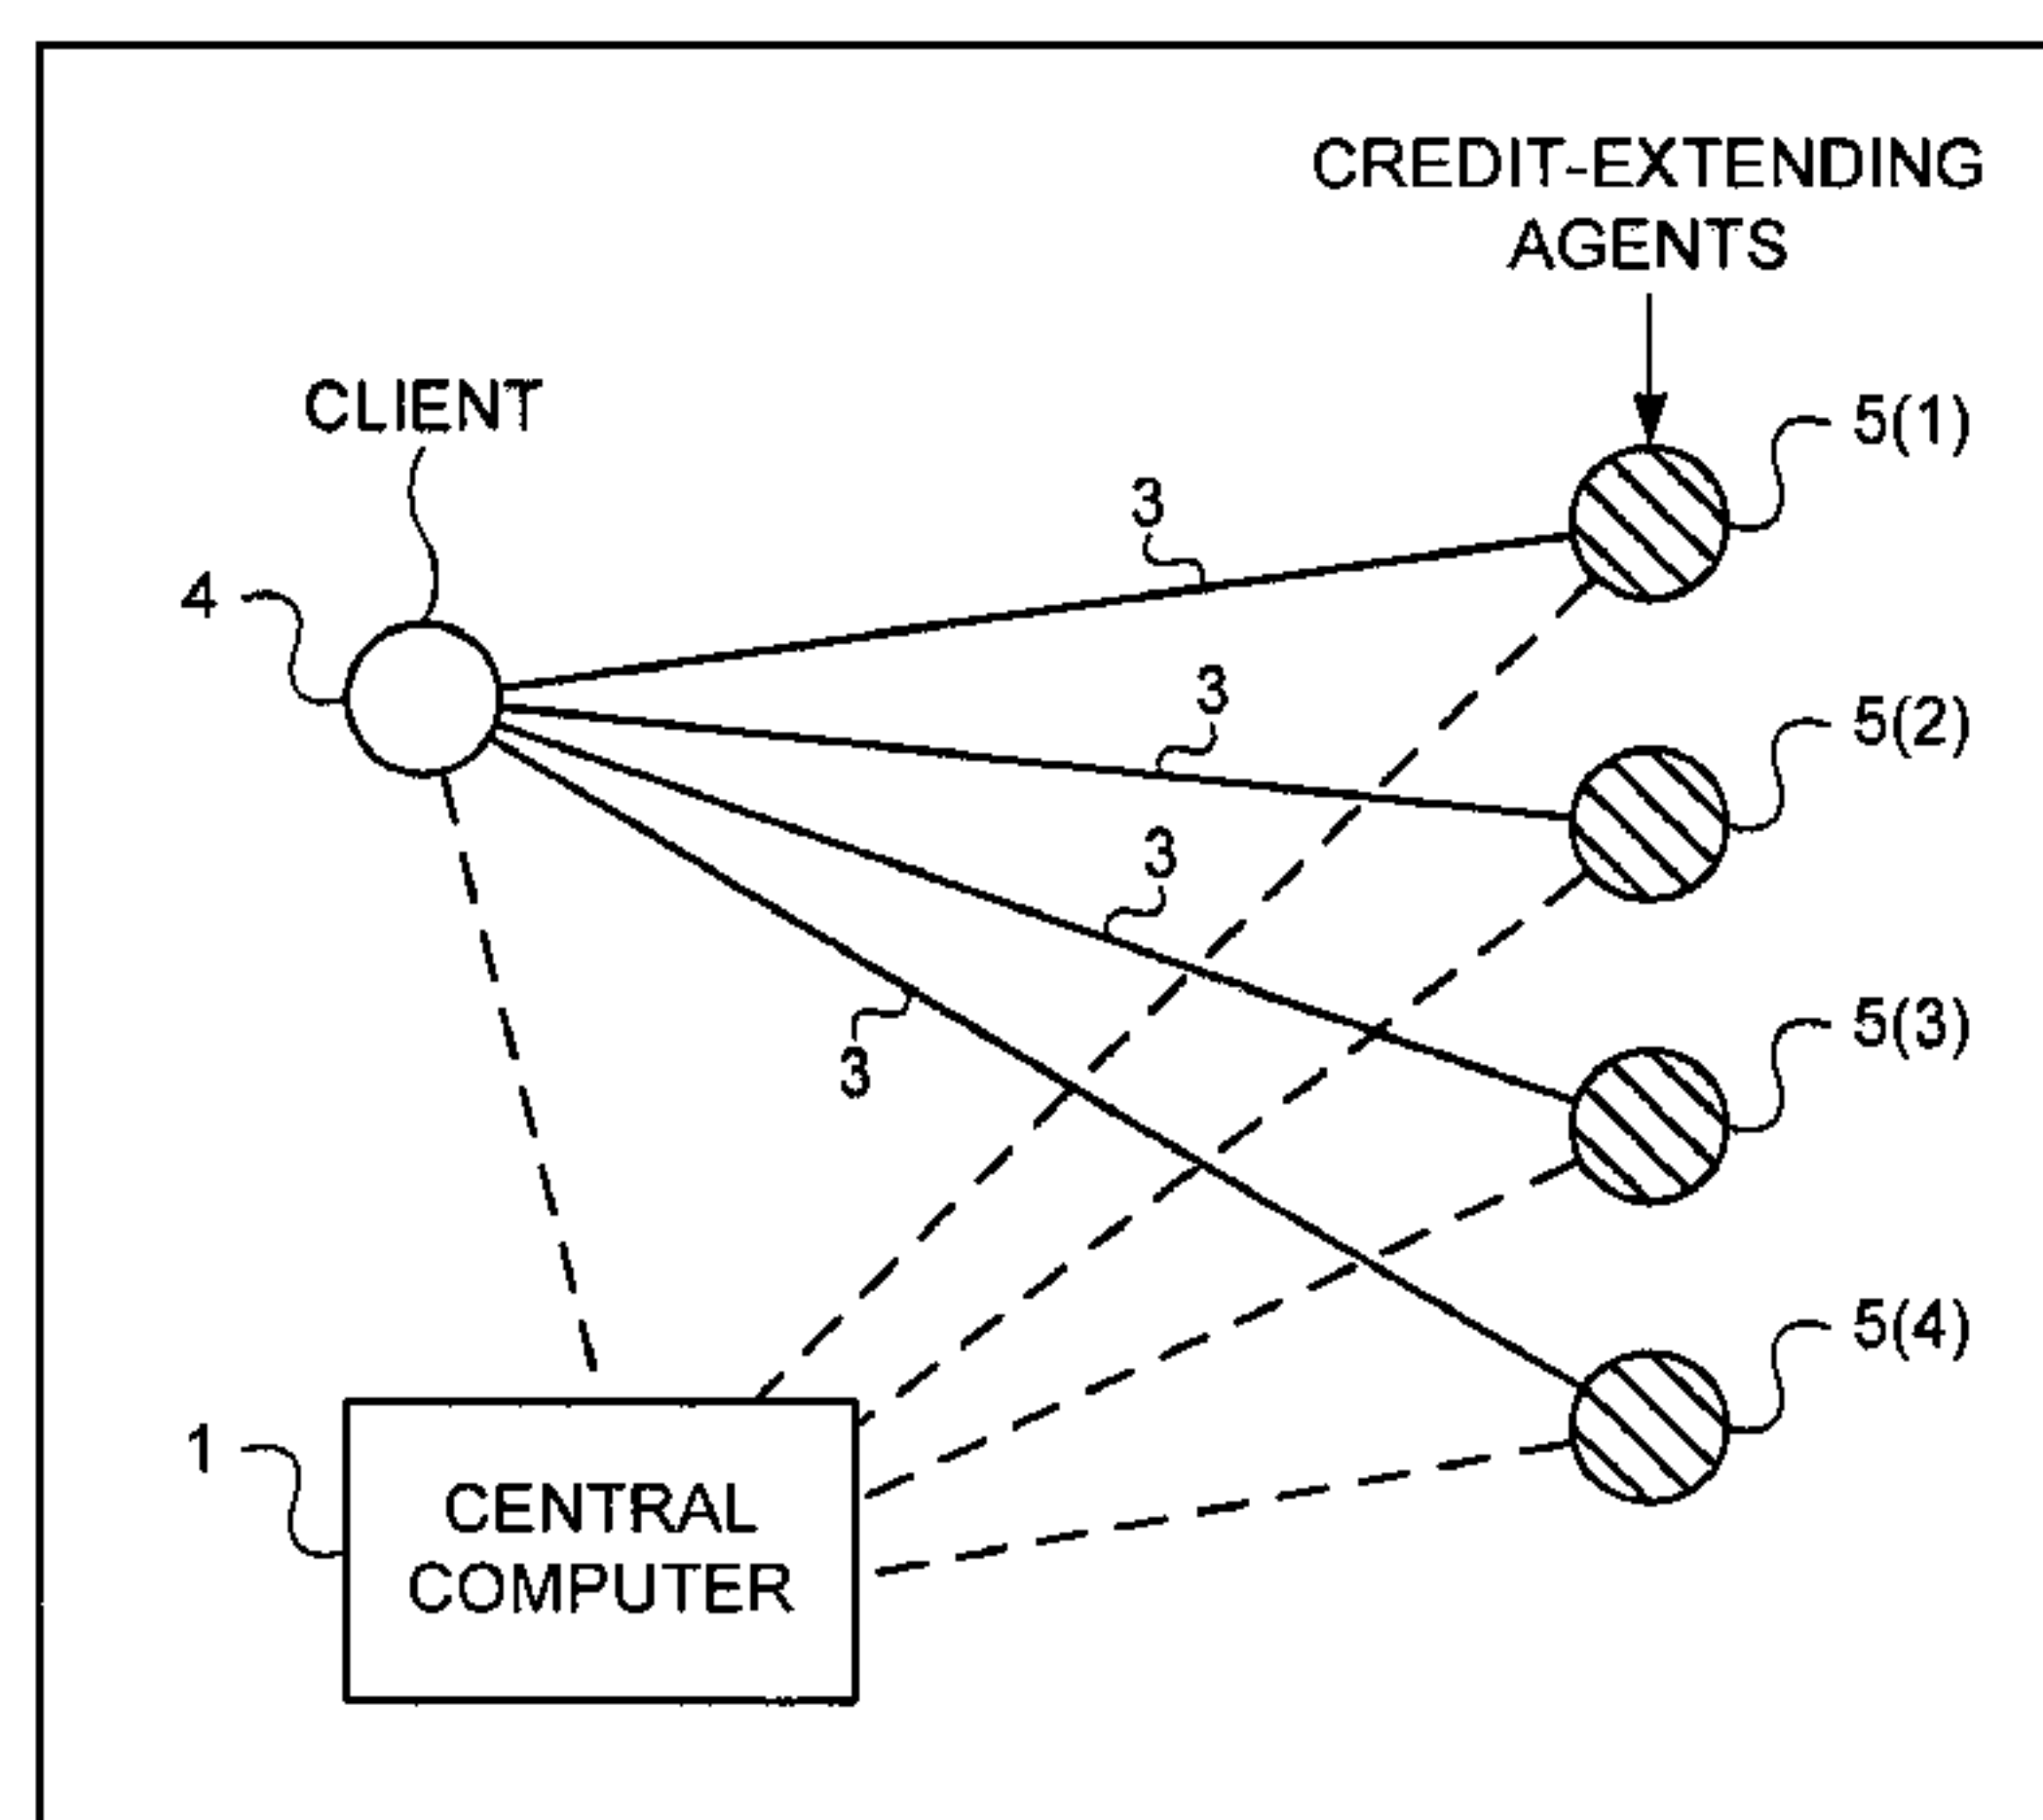 CREDIT-EXTENDING
AGENTS
CLIENT
5(1)
3
4
3
5(2)
3
5(3)
3
5(4)
1
CENTRAL
COMPUTER